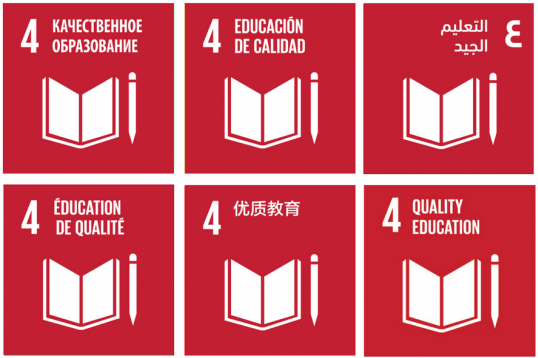 4 КАЧЕСТВЕННОЕ
ОБРАЗОВАНИЕ
4 EDUCACIÓN
DE CALIDAD
٤ التعليم
الجيد
4 ÉDUCATION
DE QUALITÉ
4 优质教育
4 QUALITY
EDUCATION